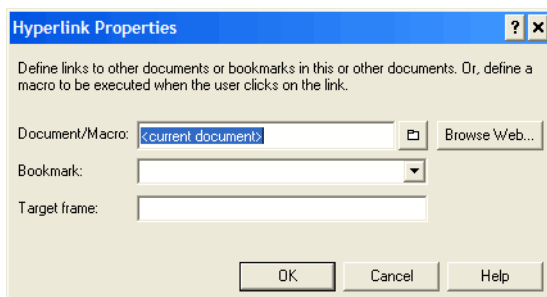 Hyperlink Properties
Define links to other documents or bookmarks in this or other documents. Or, define a
macro to be executed when the user clicks on the link.
Document/Macro: <current document> Browse Web...
Bookmark:
Target frame:
OK Cancel Help